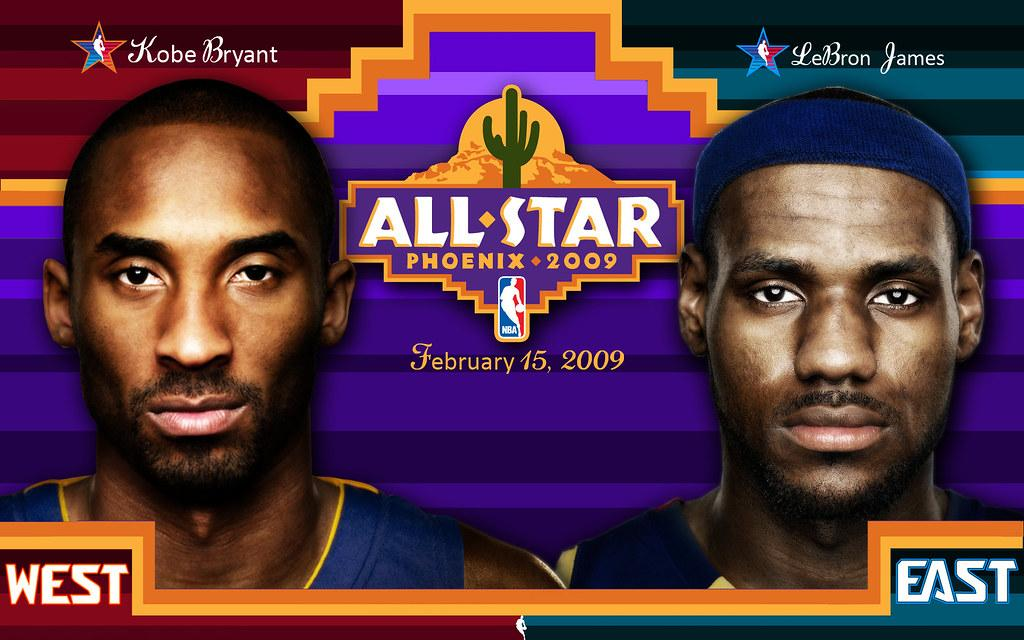 Kobe Bryant
LeBron James
ALL·STAR
PHOENIX·2009
NBA
February 15, 2009
WEST
EAST